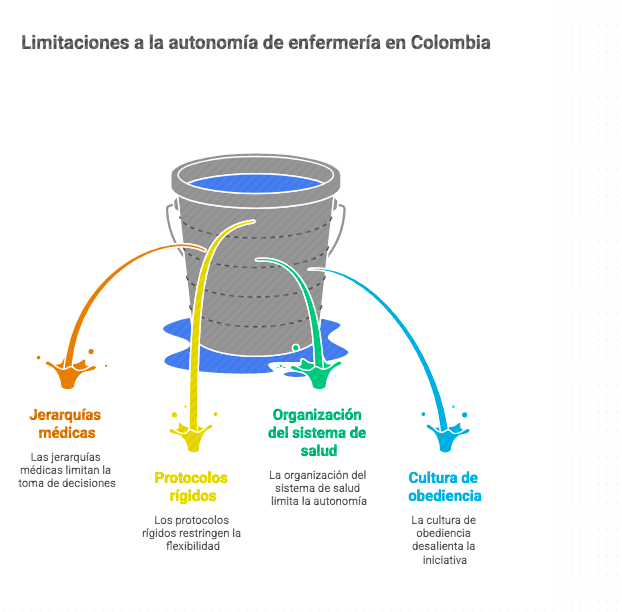 Limitaciones a la autonomía de enfermería en Colombia
Jerarquías
médicas
Las jerarquías
médicas limitan la
toma de decisiones
Protocolos
rígidos
Los protocolos
rígidos restringen la
flexibilidad
Organización
del sistema de
salud
La organización del
sistema de salud
limita la autonomía
Cultura de
obediencia
La cultura de
obediencia
desalienta la
iniciativa